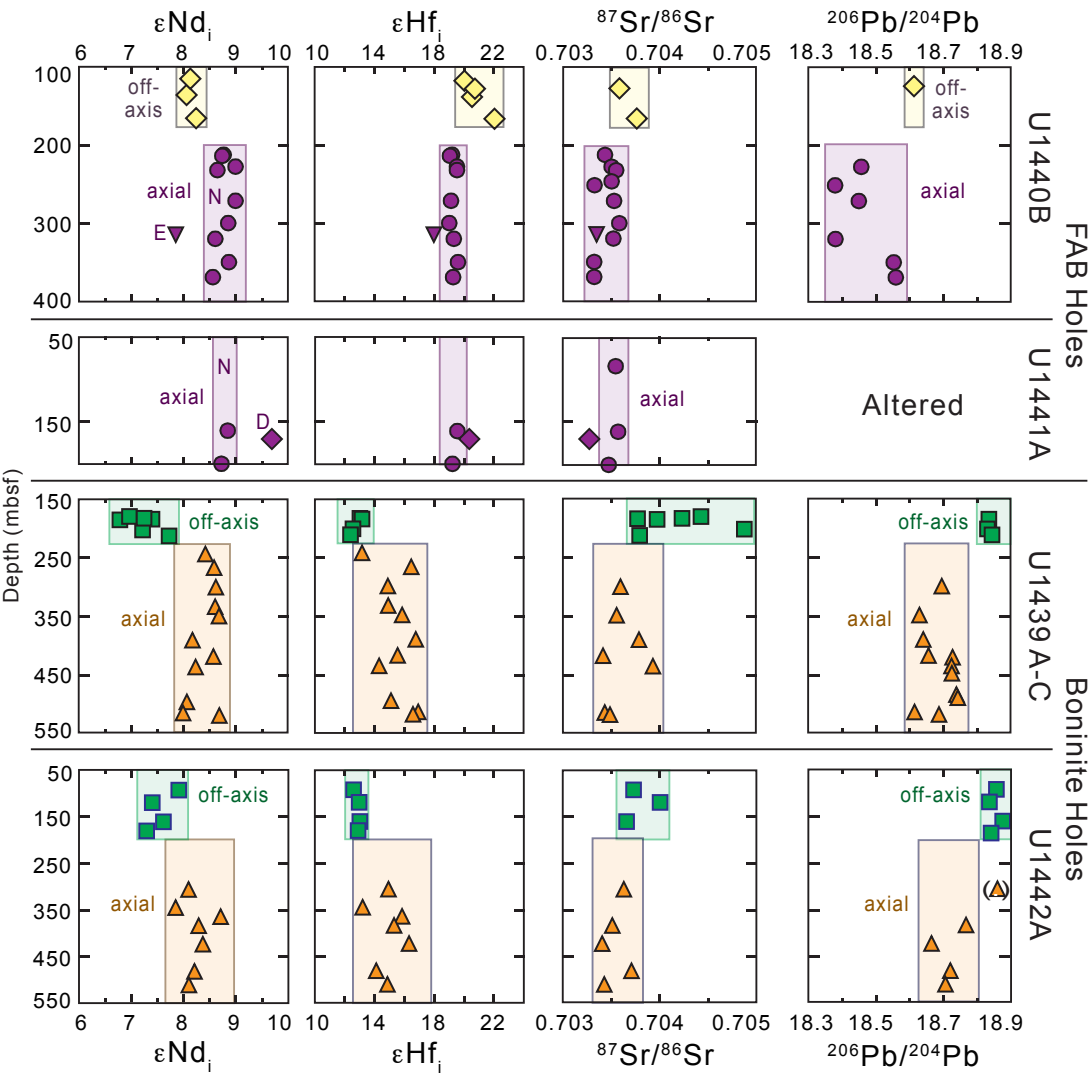 εNdᵢ εHfᵢ ⁸⁷Sr/⁸⁶Sr ²⁰⁶Pb/²⁰⁴Pb
6 7 8 9 10 10 14 18 22 0.703 0.704 0.705 18.3 18.5 18.7 18.9
100
off-
axis
off-
axis
200
axial N axial
300
E
400
U1440B
50
N
axial axial
D
150
Altered
U1441A
FAB Holes
Depth (mbsf)
150
off-axis off-axis
250
350
axial axial
450
550
U1439 A-C
50
off-axis off-axis
150
250
350
( )
axial axial
450
550
U1442A
Boninite Holes
6 7 8 9 10 10 14 18 22 0.703 0.704 0.705 18.3 18.5 18.7 18.9
εNdᵢ εHfᵢ ⁸⁷Sr/⁸⁶Sr ²⁰⁶Pb/²⁰⁴Pb